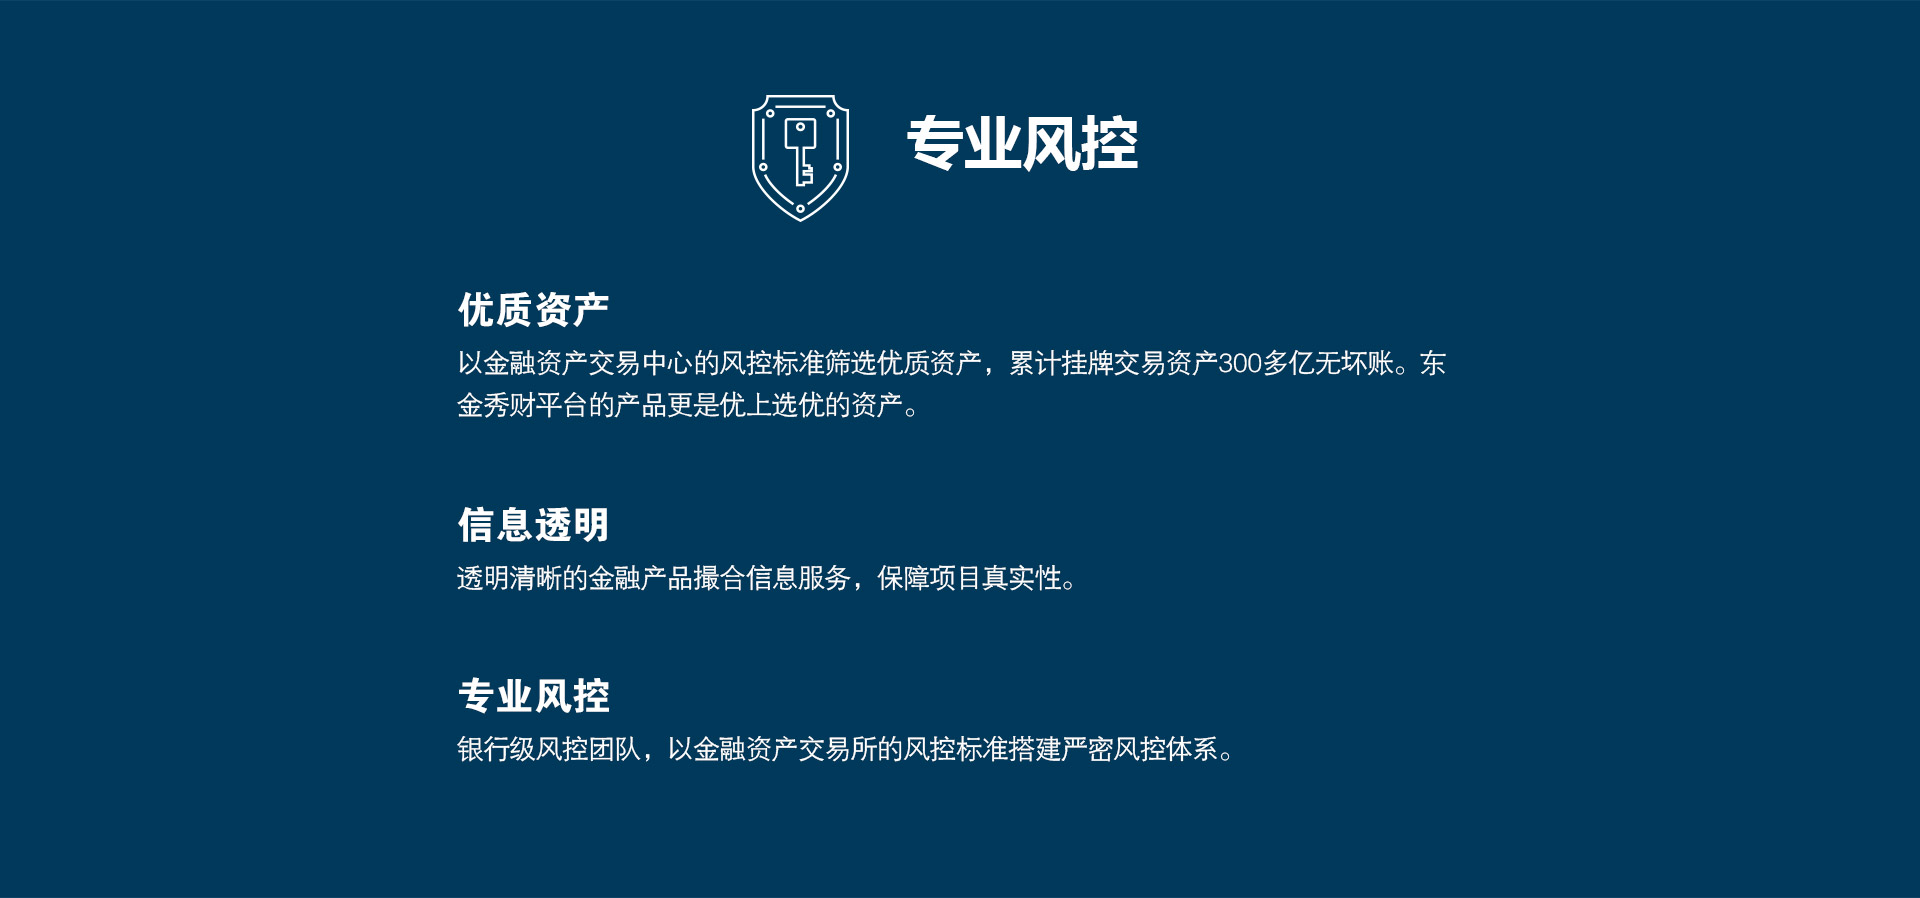 专业风控
优质资产
以金融资产交易中心的风控标准筛选优质资产，累计挂牌交易资产300多亿无坏账。东
金秀财平台的产品更是优上选优的资产。
信息透明
透明清晰的金融产品撮合信息服务，保障项目真实性。
专业风控
银行级风控团队，以金融资产交易所的风控标准搭建严密风控体系。